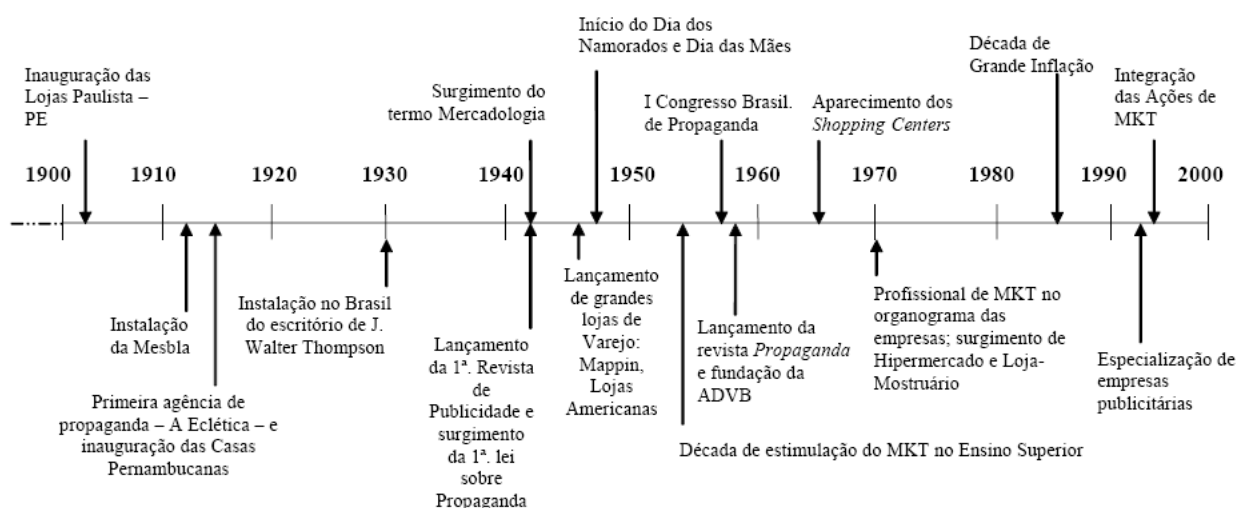 Início do Dia dos
Namorados e Dia das Mães
Década de
Grande Inflação
Inauguração das
Lojas Paulista –
PE
Surgimento do
termo Mercadologia
I Congresso Brasil.
de Propaganda
Aparecimento dos
Shopping Centers
Integração
das Ações de
MKT
1900 1910 1920 1930 1940 1950 1960 1970 1980 1990 2000
Instalação
da Mesbla
Primeira agência de
propaganda – A Eclética – e
inauguração das Casas
Pernambucanas
Instalação no Brasil
do escritório de J.
Walter Thompson
Lançamento
da 1ª. Revista
de
Publicidade e
surgimento
da 1ª. lei
sobre
Propaganda
Lançamento
de grandes
lojas de
Varejo:
Mappin,
Lojas
Americanas
Década de estimulação do MKT no Ensino Superior
Lançamento da
revista Propaganda
e fundação da
ADVB
Profissional de MKT no
organograma das
empresas; surgimento de
Hipermercado e Loja-
Mostruário
Especialização de
empresas
publicitárias